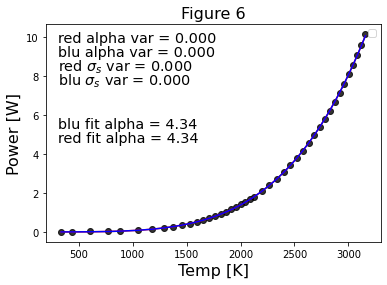 Figure 6
red alpha var = 0.000
blu alpha var = 0.000
red σₛ var = 0.000
blu σₛ var = 0.000
blu fit alpha = 4.34
red fit alpha = 4.34
Power [W]
10
8
6
4
2
0
500 1000 1500 2000 2500 3000
Temp [K]